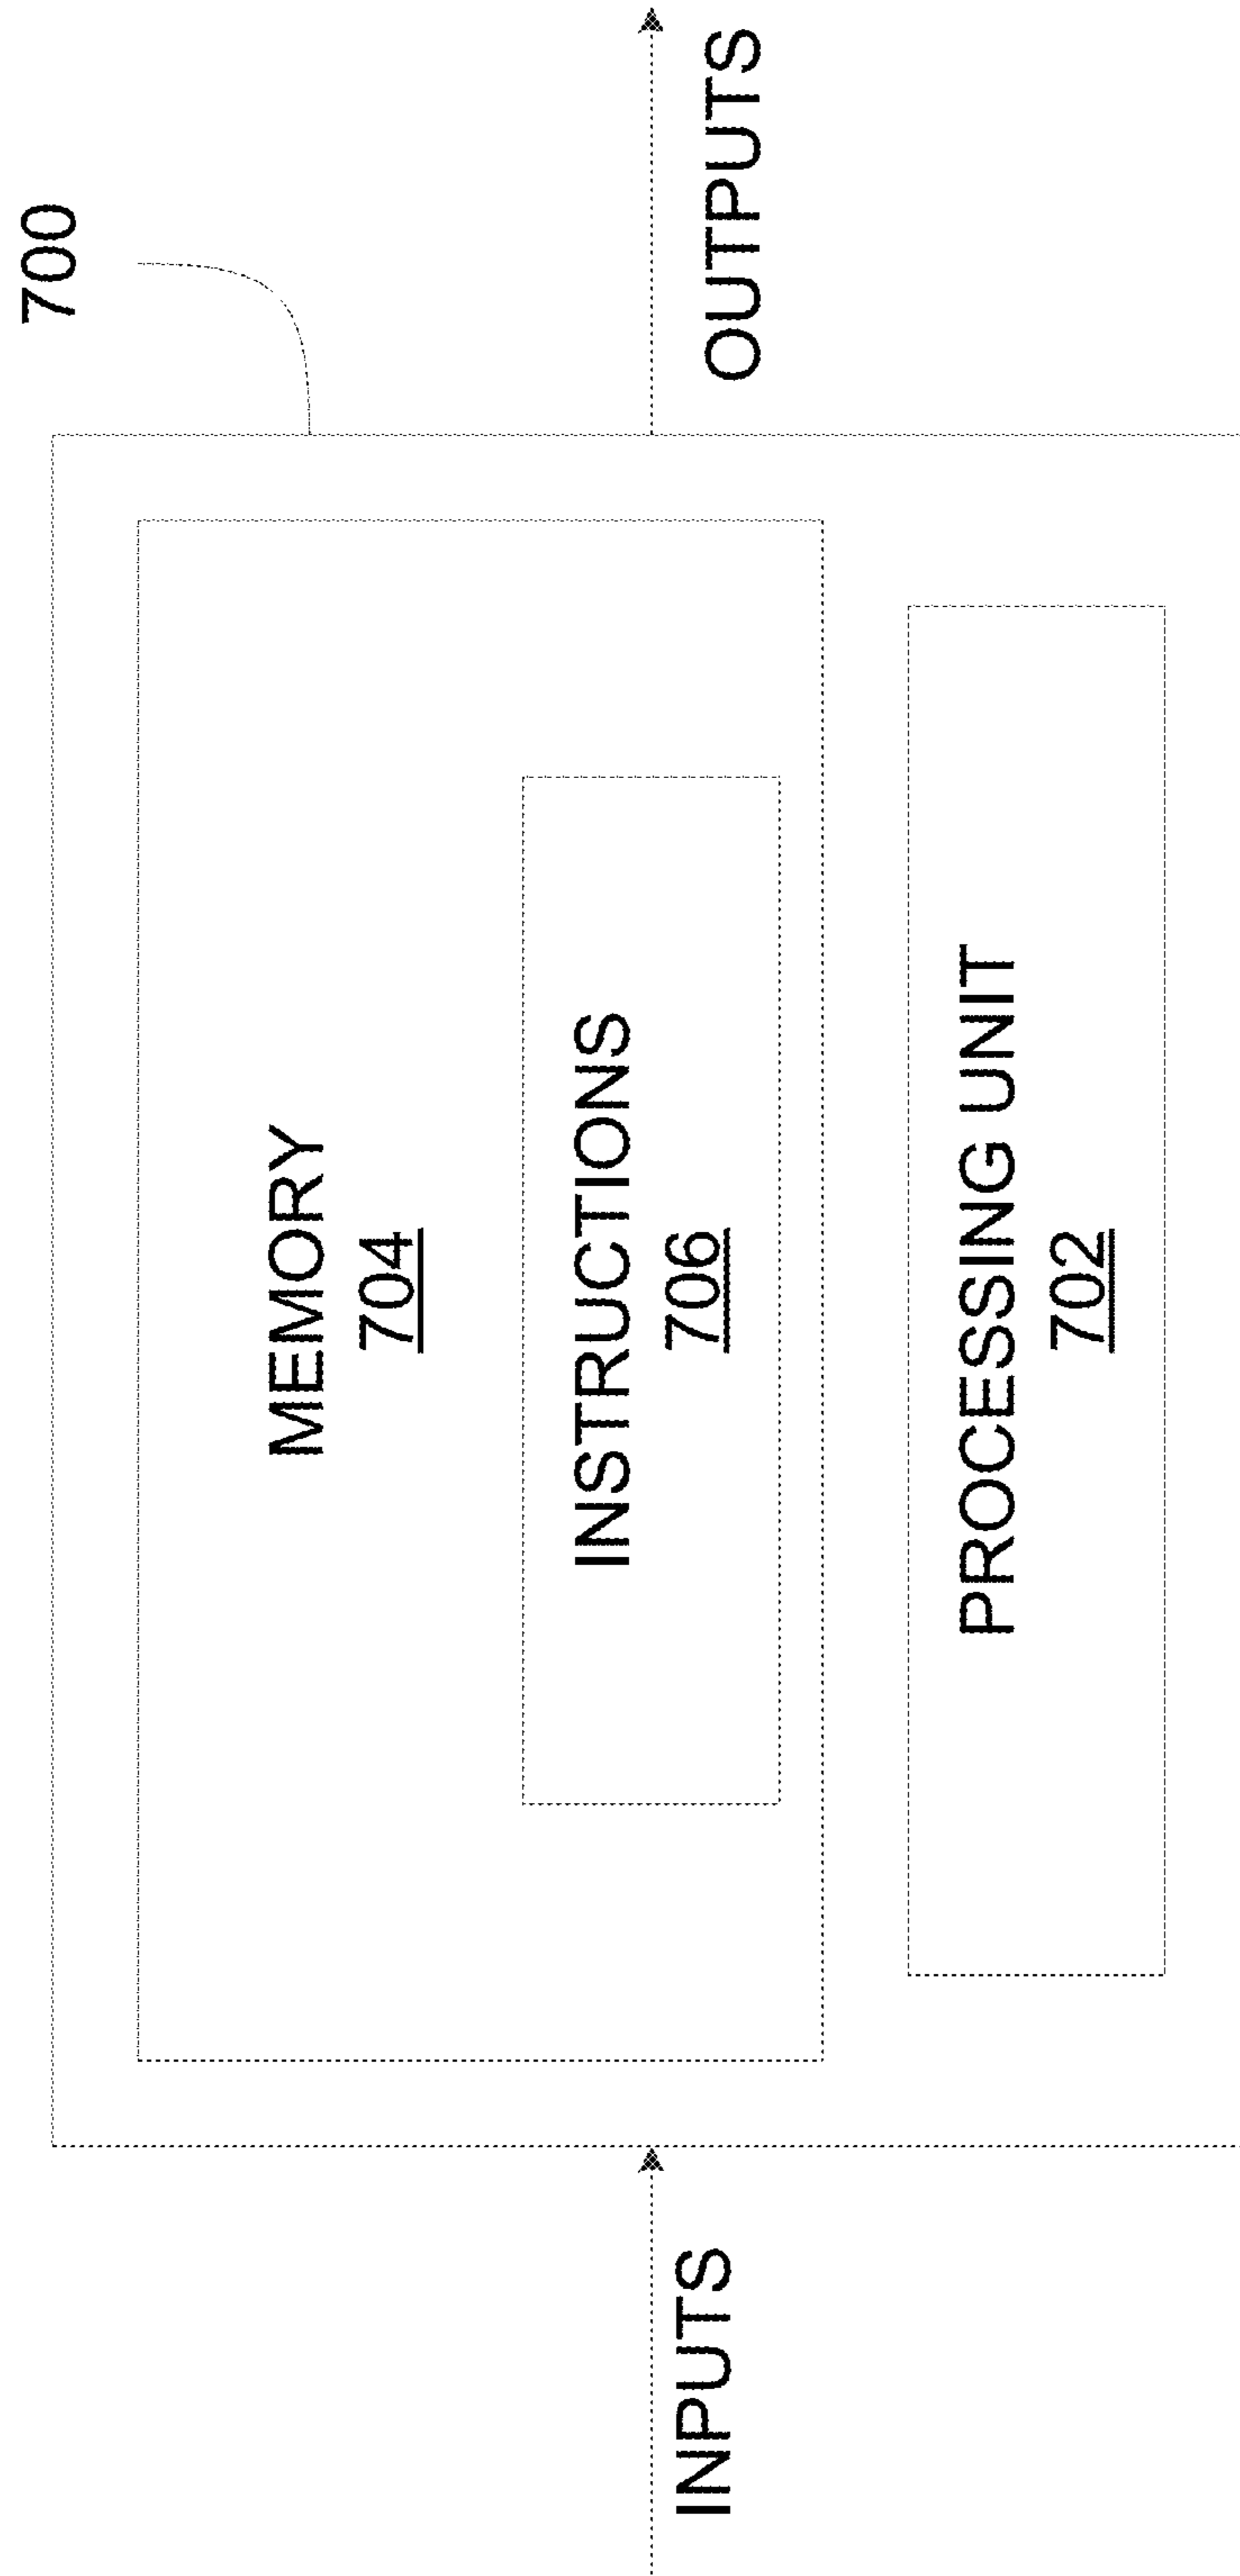 700
MEMORY
704
INSTRUCTIONS
706
INPUTS
OUTPUTS
PROCESSING UNIT
702